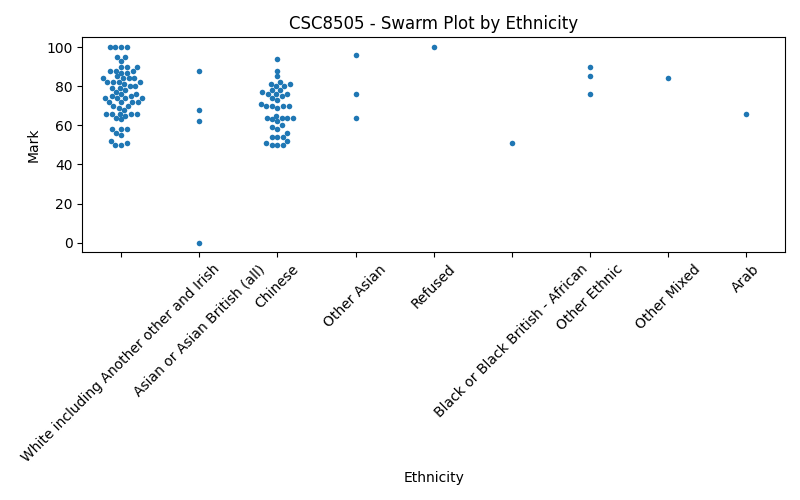 CSC8505 - Swarm Plot by Ethnicity
Mark
100
80
60
40
20
0
White including Another other and Irish
Asian or Asian British (all)
Chinese
Other Asian
Refused
Black or Black British - African
Other Ethnic
Other Mixed
Arab
Ethnicity